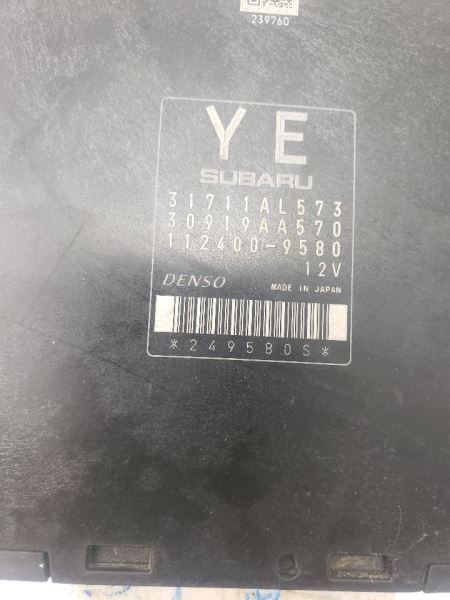 239760
YE
SUBARU
31711AL573
30919AA570
112400-9580
12V
DENSO MADE IN JAPAN
*249580S*